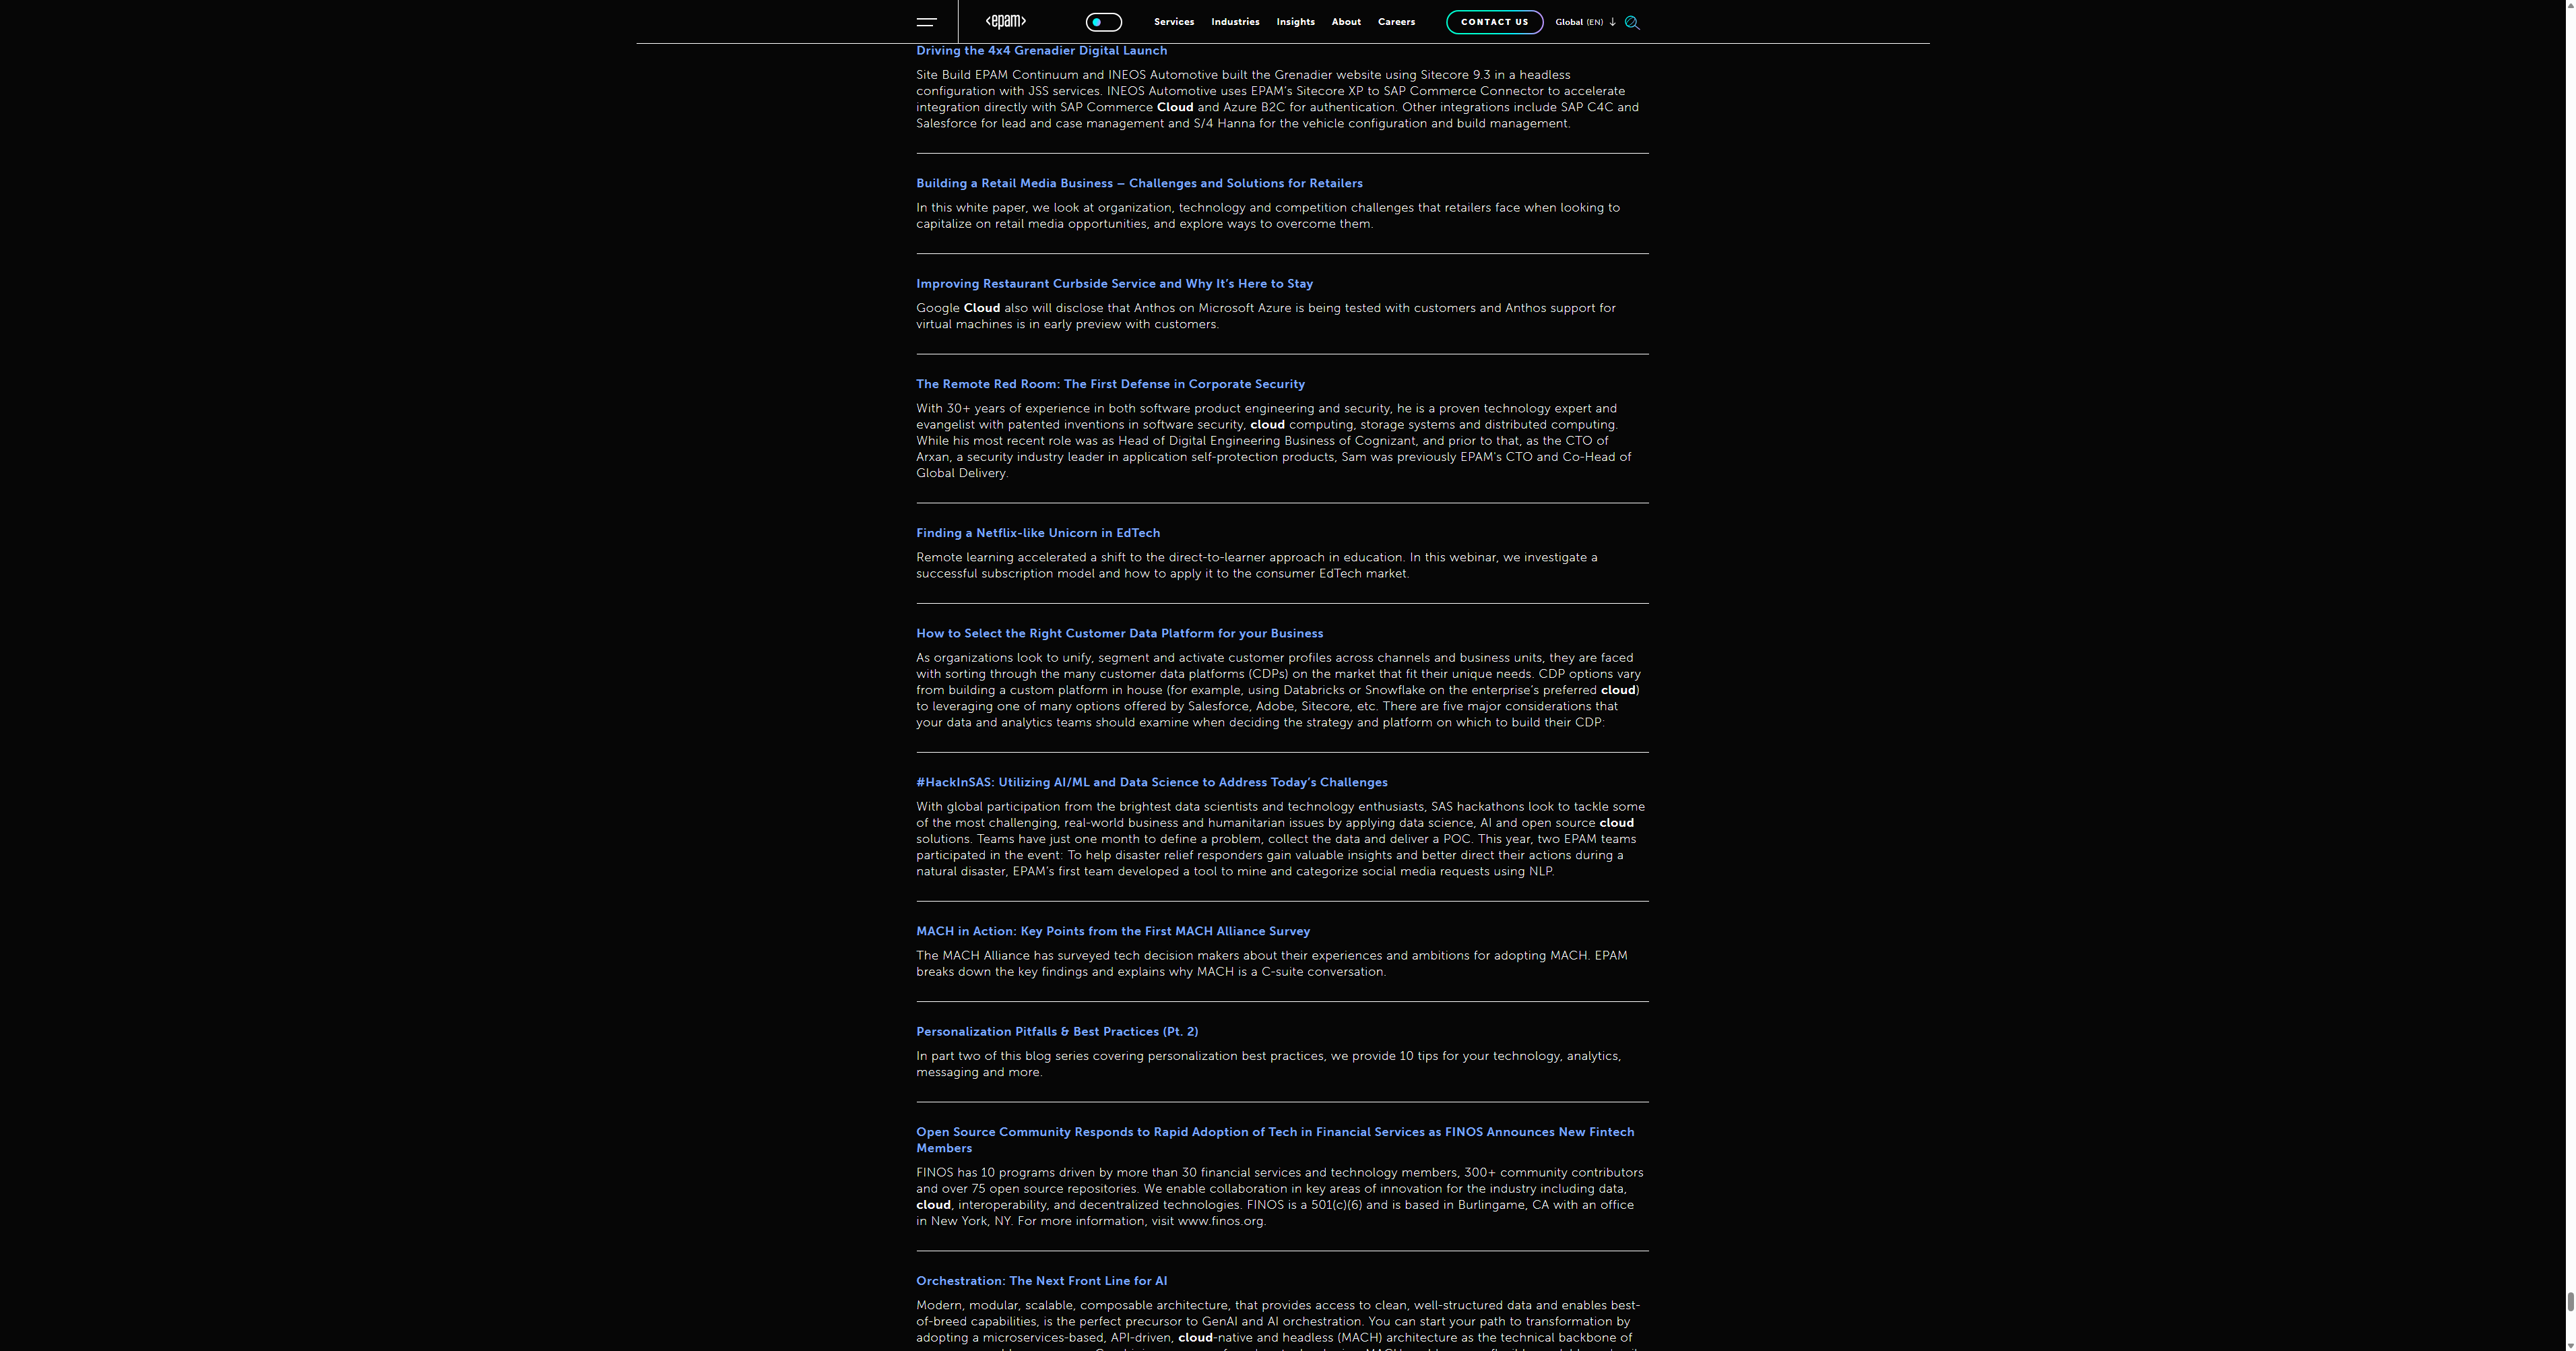 <epam>
Services Industries Insights About Careers CONTACT US Global (EN)
Driving the 4x4 Grenadier Digital Launch
Site Build EPAM Continuum and INEOS Automotive built the Grenadier website using Sitecore 9.3 in a headless
configuration with JSS services. INEOS Automotive uses EPAM's Sitecore XP to SAP Commerce Connector to accelerate
integration directly with SAP Commerce Cloud and Azure B2C for authentication. Other integrations include SAP C4C and
Salesforce for lead and case management and S/4 Hanna for the vehicle configuration and build management.
Building a Retail Media Business – Challenges and Solutions for Retailers
In this white paper, we look at organization, technology and competition challenges that retailers face when looking to
capitalize on retail media opportunities, and explore ways to overcome them.
Improving Restaurant Curbside Service and Why It's Here to Stay
Google Cloud also will disclose that Anthos on Microsoft Azure is being tested with customers and Anthos support for
virtual machines is in early preview with customers.
The Remote Red Room: The First Defense in Corporate Security
With 30+ years of experience in both software product engineering and security, he is a proven technology expert and
evangelist with patented inventions in software security, cloud computing, storage systems and distributed computing.
While his most recent role was as Head of Digital Engineering Business of Cognizant, and prior to that, as the CTO of
Arxan, a security industry leader in application self-protection products, Sam was previously EPAM's CTO and Co-Head of
Global Delivery.
Finding a Netflix-like Unicorn in EdTech
Remote learning accelerated a shift to the direct-to-learner approach in education. In this webinar, we investigate a
successful subscription model and how to apply it to the consumer EdTech market.
How to Select the Right Customer Data Platform for your Business
As organizations look to unify, segment and activate customer profiles across channels and business units, they are faced
with sorting through the many customer data platforms (CDPs) on the market that fit their unique needs. CDP options vary
from building a custom platform in house (for example, using Databricks or Snowflake on the enterprise's preferred cloud)
to leveraging one of many options offered by Salesforce, Adobe, Sitecore, etc. There are five major considerations that
your data and analytics teams should examine when deciding the strategy and platform on which to build their CDP:
#HackInSAS: Utilizing AI/ML and Data Science to Address Today's Challenges
With global participation from the brightest data scientists and technology enthusiasts, SAS hackathons look to tackle some
of the most challenging, real-world business and humanitarian issues by applying data science, AI and open source cloud
solutions. Teams have just one month to define a problem, collect the data and deliver a POC. This year, two EPAM teams
participated in the event: To help disaster relief responders gain valuable insights and better direct their actions during a
natural disaster, EPAM's first team developed a tool to mine and categorize social media requests using NLP.
MACH in Action: Key Points from the First MACH Alliance Survey
The MACH Alliance has surveyed tech decision makers about their experiences and ambitions for adopting MACH. EPAM
breaks down the key findings and explains why MACH is a C-suite conversation.
Personalization Pitfalls & Best Practices (Pt. 2)
In part two of this blog series covering personalization best practices, we provide 10 tips for your technology, analytics,
messaging and more.
Open Source Community Responds to Rapid Adoption of Tech in Financial Services as FINOS Announces New Fintech
Members
FINOS has 10 programs driven by more than 30 financial services and technology members, 300+ community contributors
and over 75 open source repositories. We enable collaboration in key areas of innovation for the industry including data,
cloud, interoperability, and decentralized technologies. FINOS is a 501(c)(6) and is based in Burlingame, CA with an office
in New York, NY. For more information, visit www.finos.org.
Orchestration: The Next Front Line for AI
Modern, modular, scalable, composable architecture, that provides access to clean, well-structured data and enables best-
of-breed capabilities, is the perfect precursor to GenAI and AI orchestration. You can start your path to transformation by
adopting a microservices-based, API-driven, cloud-native and headless (MACH) architecture as the technical backbone of